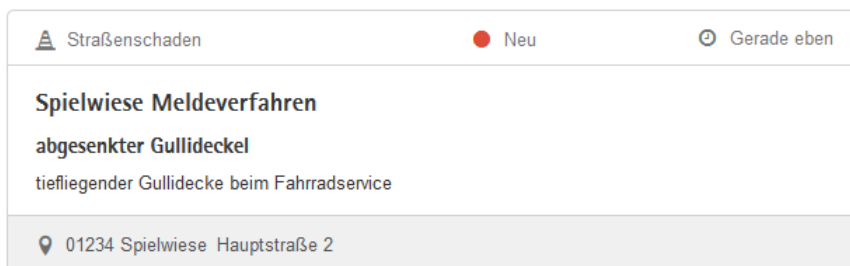 Straßenschaden Neu Gerade eben
Spielwiese Meldeverfahren
abgesenkter Gullideckel
tiefliegender Gullidecke beim Fahrradservice
01234 Spielwiese Hauptstraße 2